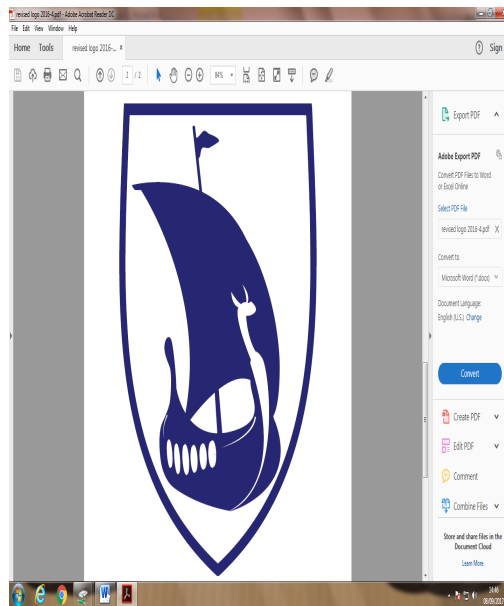 revised logo 2016-4.pdf - Adobe Acrobat Reader DC
File Edit View Window Help
Home Tools revised logo 2016-... x
Sign
2 / 2
84%
Export PDF
Adobe Export PDF
Convert PDF Files to Word
or Excel Online
Select PDF File
revised logo 2016-4.pdf X
Convert to
Microsoft Word (*.docx)
Document Language:
English (U.S.) Change
Convert
Create PDF
Edit PDF
Comment
Combine Files
Store and share files in the
Document Cloud
Learn More